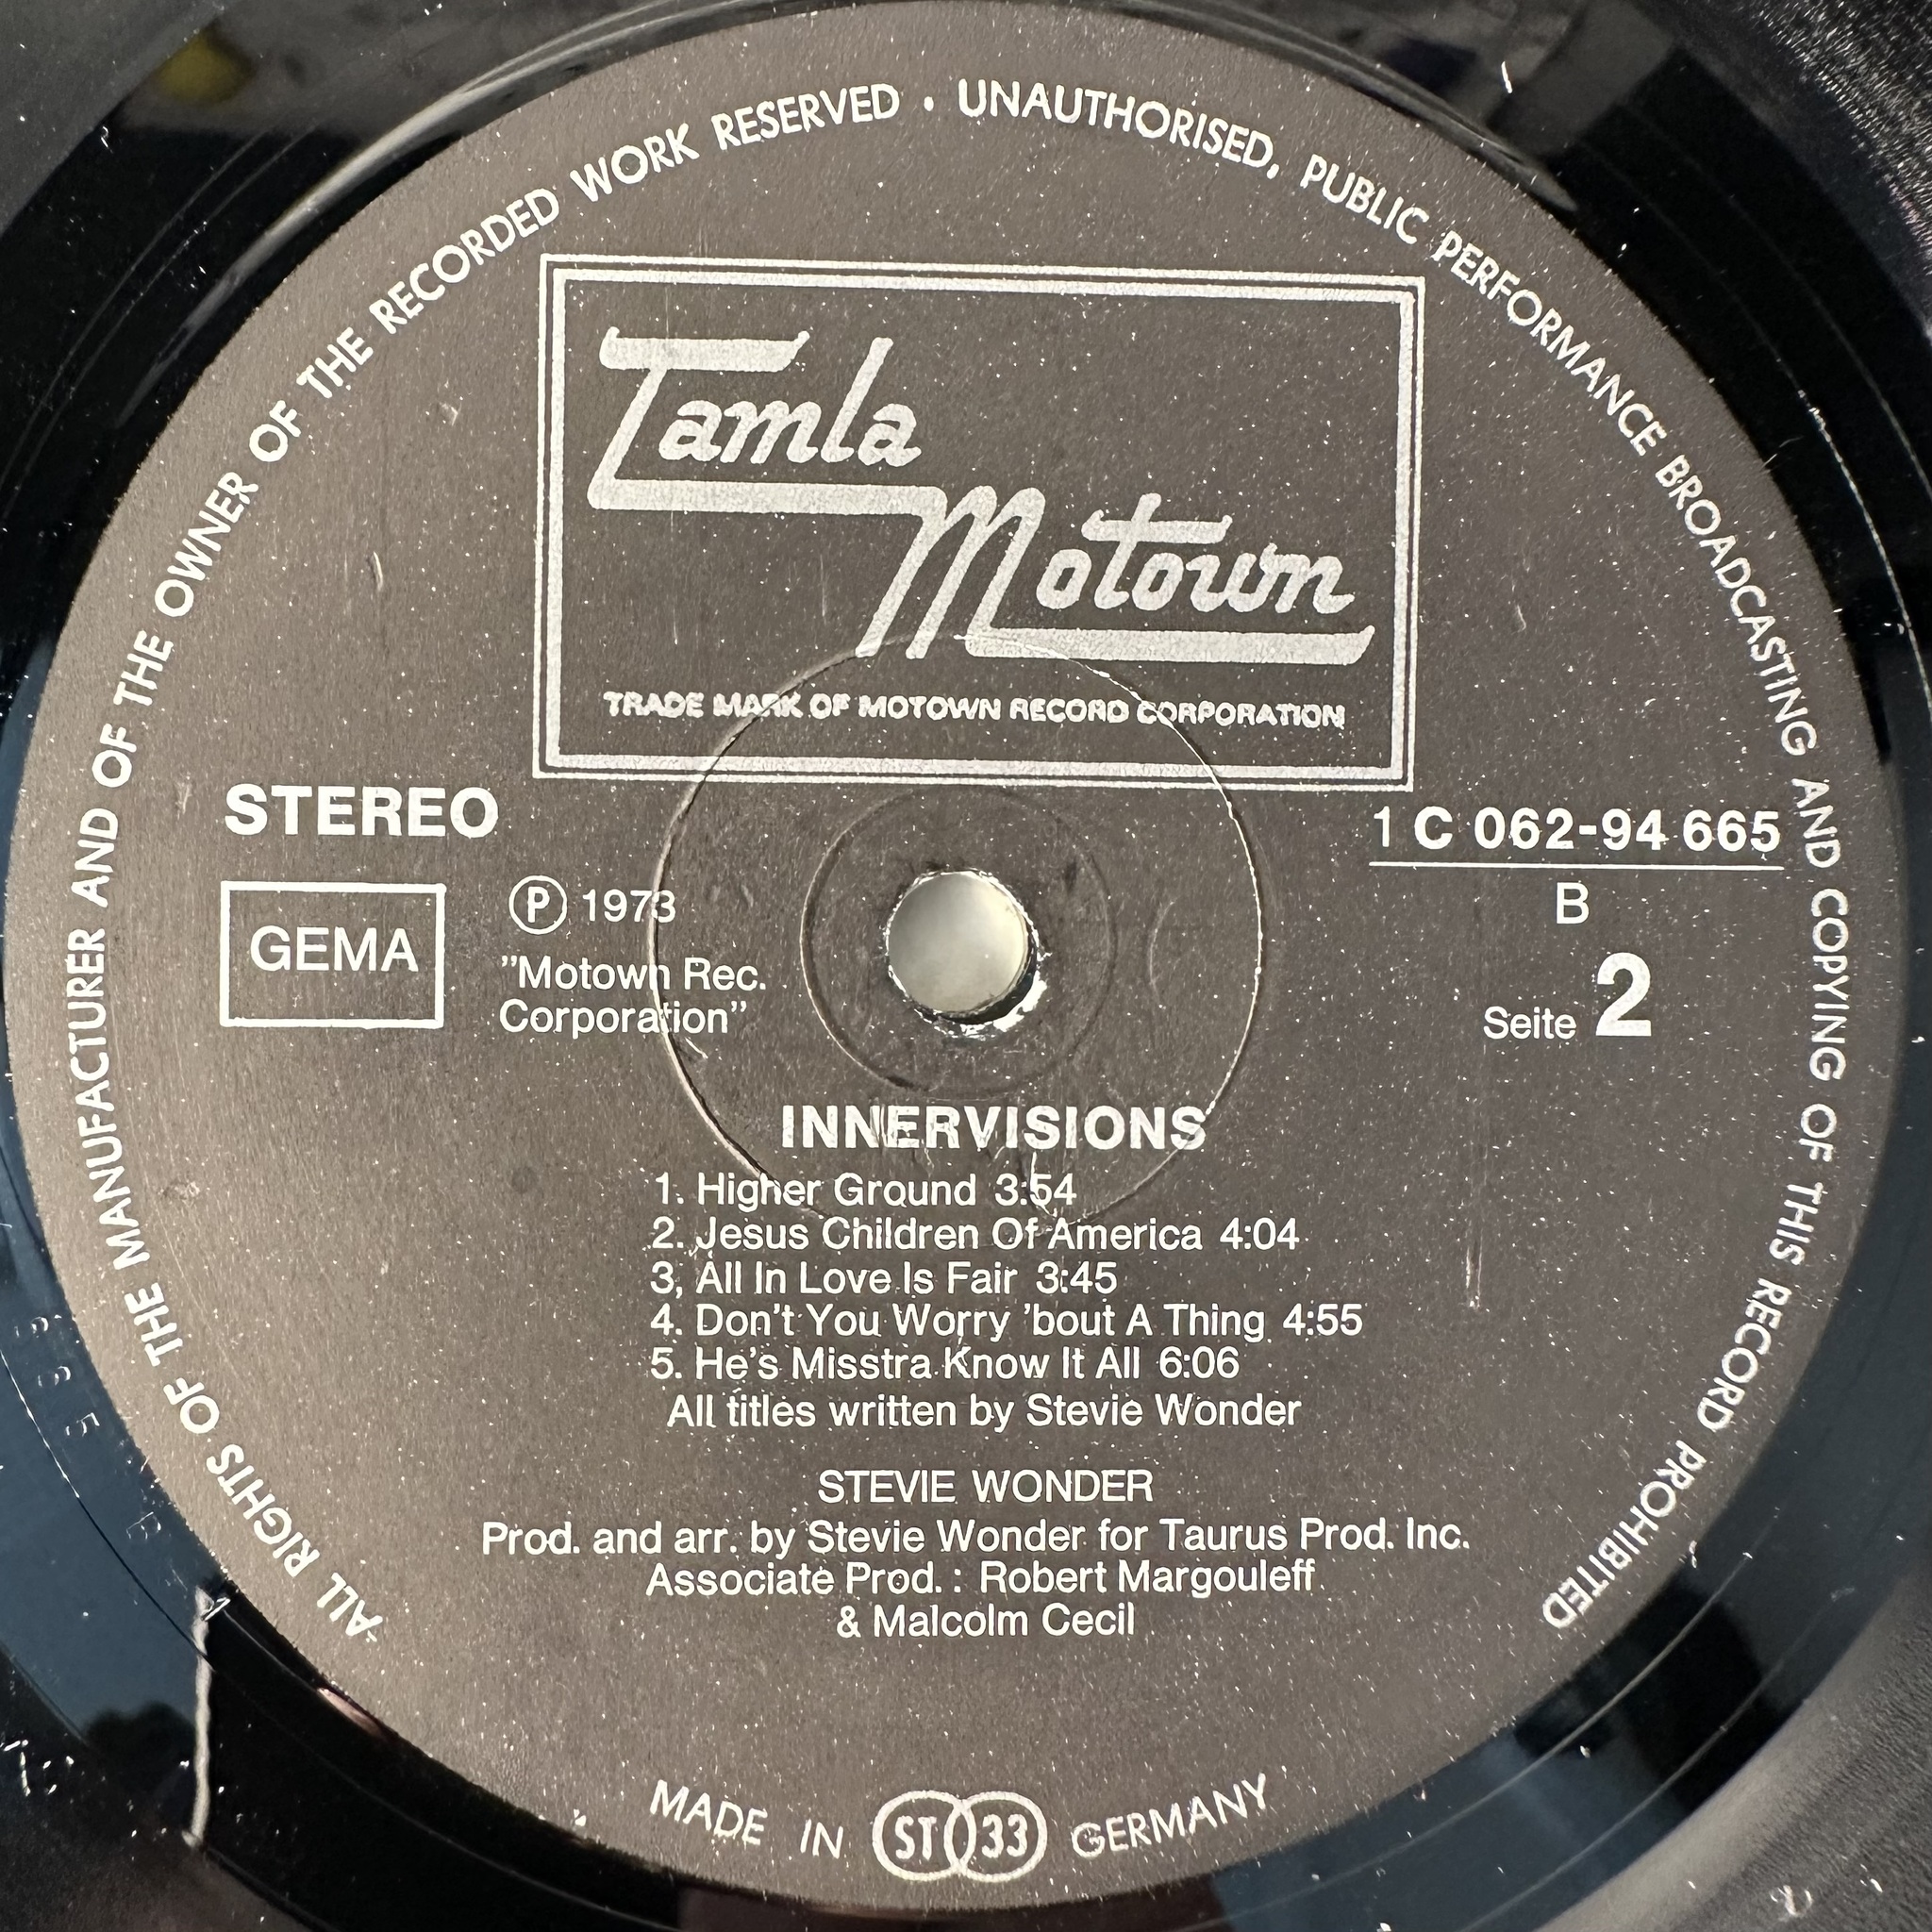 ALL RIGHTS OF THE MANUFACTURER AND OF THE OWNER OF THE RECORDED WORK RESERVED · UNAUTHORISED, PUBLIC PERFORMANCE BROADCASTING AND COPYING OF THIS RECORD PROHIBITED
Tamla
Motown
TRADE MARK OF MOTOWN RECORD CORPORATION
STEREO
GEMA
Ⓟ 1973
"Motown Rec.
Corporation"
1 C 062-94 665
B
Seite 2
INNERVISIONS
1. Higher Ground 3:54
2. Jesus Children Of America 4:04
3, All In Love Is Fair 3:45
4. Don't You Worry 'bout A Thing 4:55
5. He's Misstra Know It All 6:06
All titles written by Stevie Wonder
STEVIE WONDER
Prod. and arr. by Stevie Wonder for Taurus Prod. Inc.
Associate Prod. : Robert Margouleff
& Malcolm Cecil
MADE IN ST 33 GERMANY